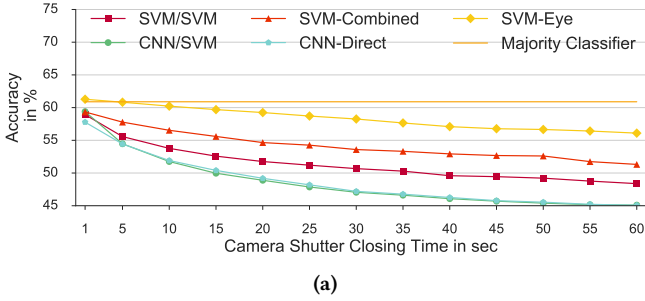 75
SVM/SVM SVM-Combined SVM-Eye
70
CNN/SVM CNN-Direct Majority Classifier
65
60
55
50
45
Accuracy
in %
1 5 10 15 20 25 30 35 40 45 50 55 60
Camera Shutter Closing Time in sec
(a)